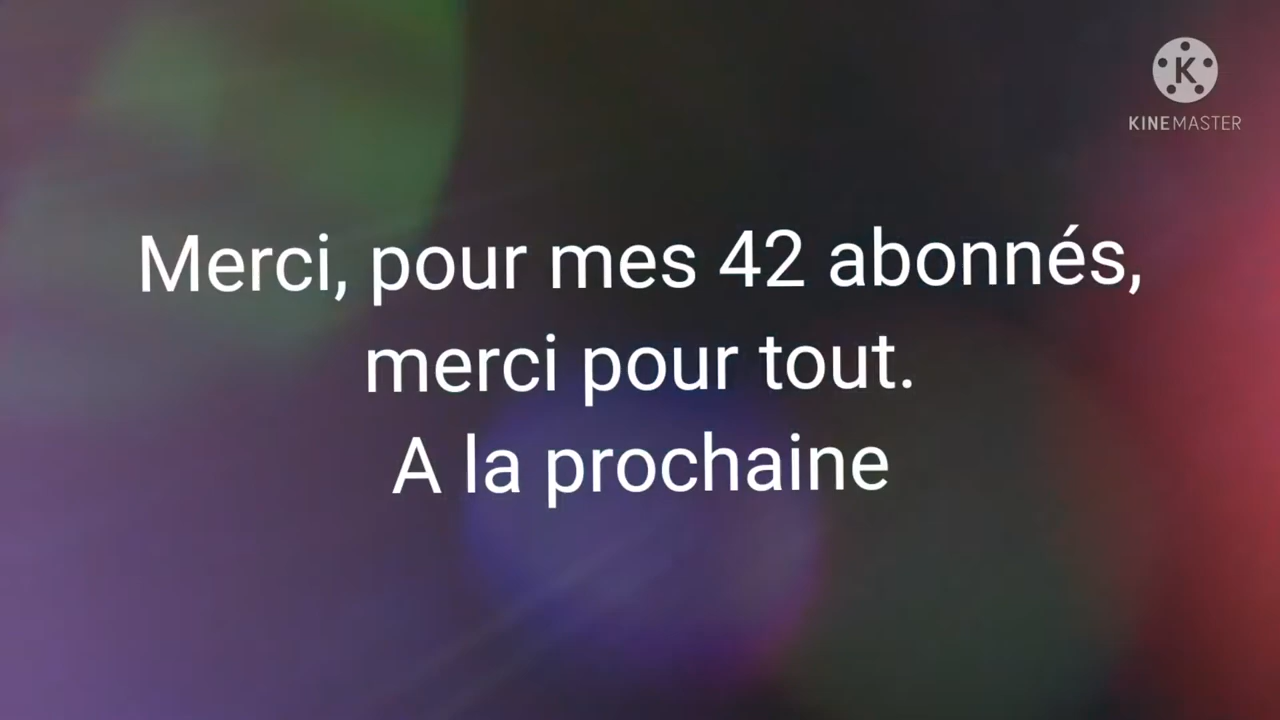 K
KINEMASTER
Merci, pour mes 42 abonnés,
merci pour tout.
A la prochaine